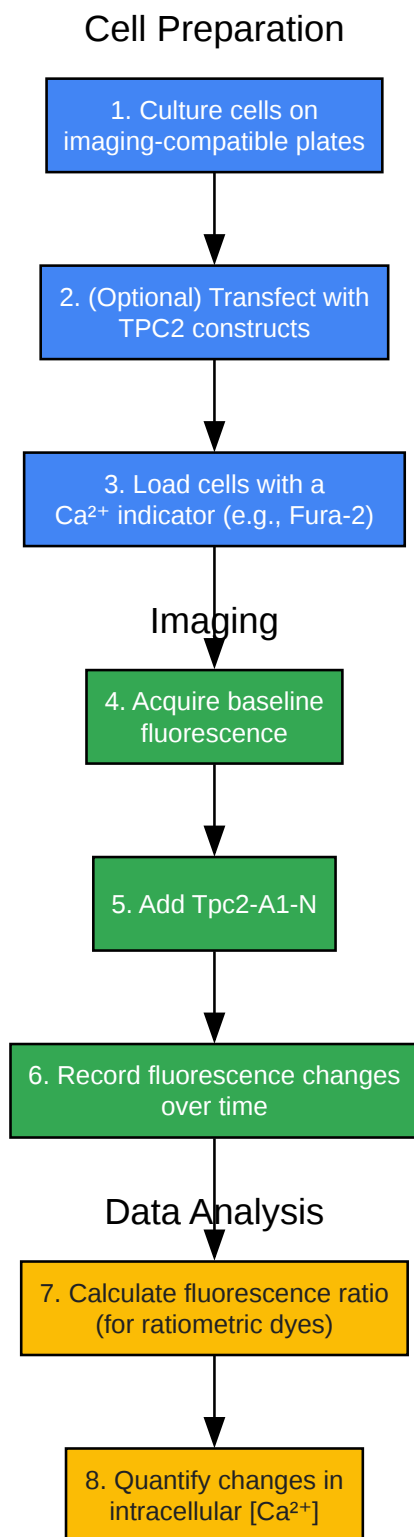 Cell Preparation
1. Culture cells on
imaging-compatible plates
2. (Optional) Transfect with
TPC2 constructs
3. Load cells with a
Ca²⁺ indicator (e.g., Fura-2)
Imaging
4. Acquire baseline
fluorescence
5. Add Tpc2-A1-N
6. Record fluorescence changes
over time
Data Analysis
7. Calculate fluorescence ratio
(for ratiometric dyes)
8. Quantify changes in
intracellular [Ca²⁺]